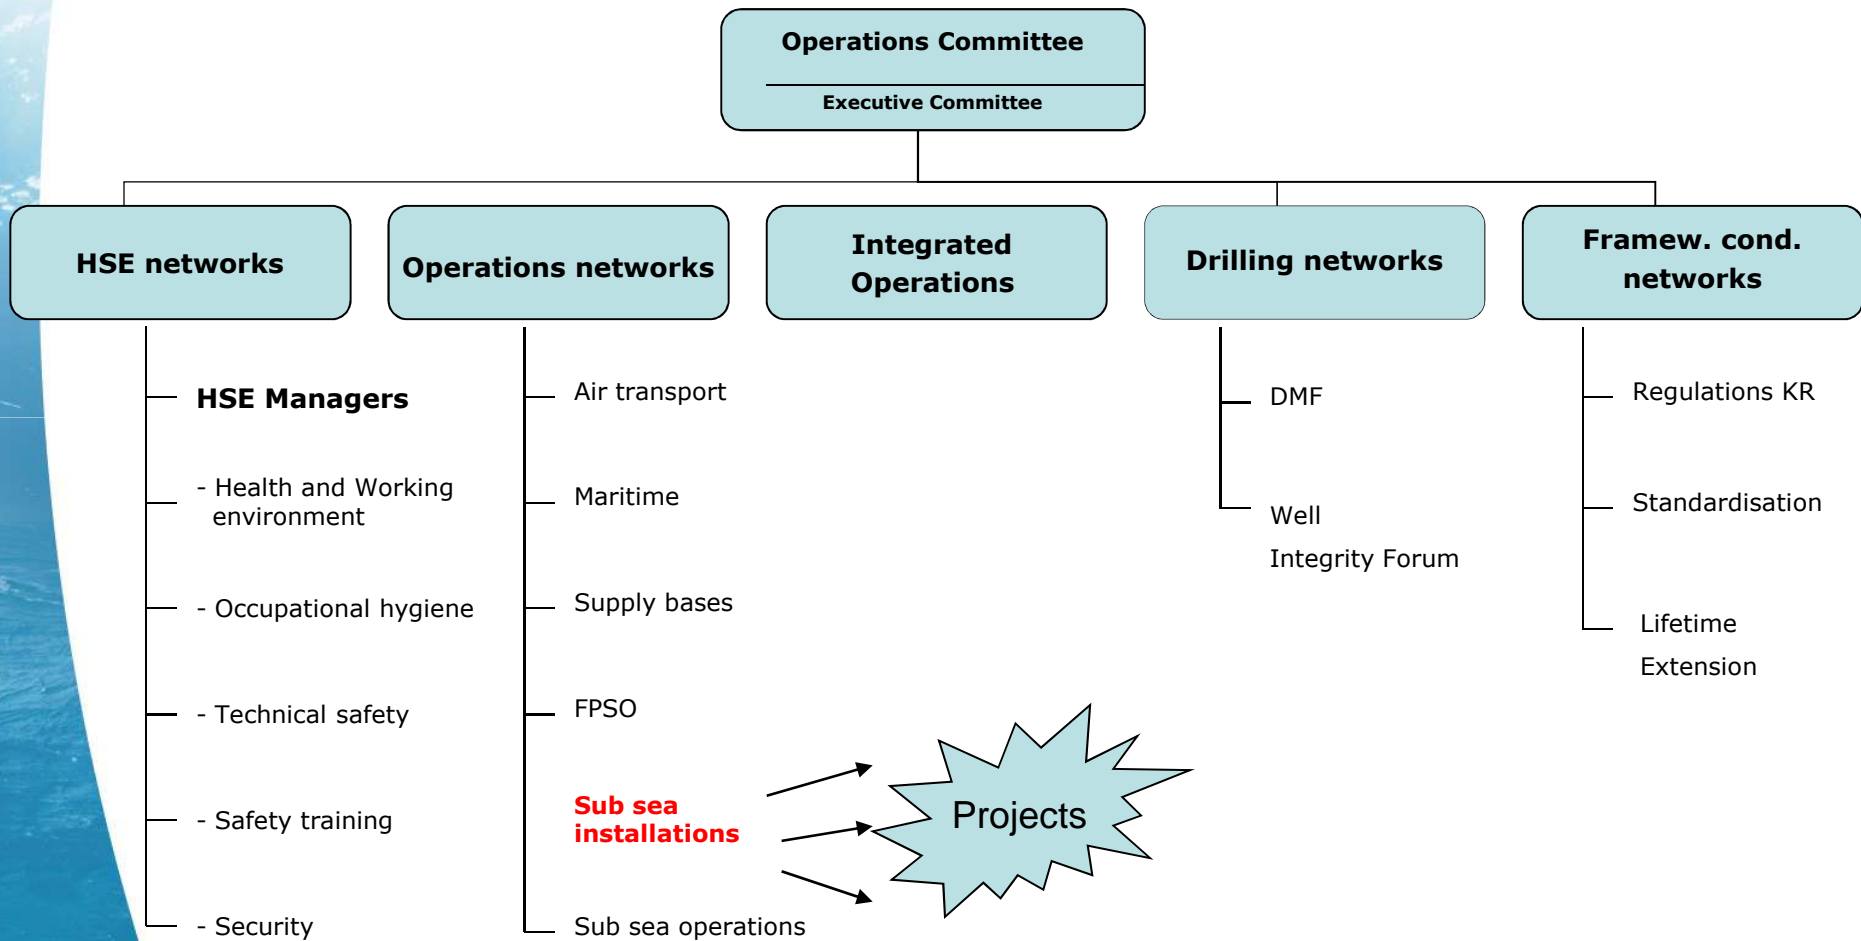 Operations Committee
Executive Committee
HSE networks
Operations networks
Integrated
Operations
Drilling networks
Framew. cond.
networks
HSE Managers
- Health and Working
environment
- Occupational hygiene
- Technical safety
- Safety training
- Security
Air transport
Maritime
Supply bases
FPSO
Sub sea
installations
Sub sea operations
Projects
DMF
Well
Integrity Forum
Regulations KR
Standardisation
Lifetime
Extension